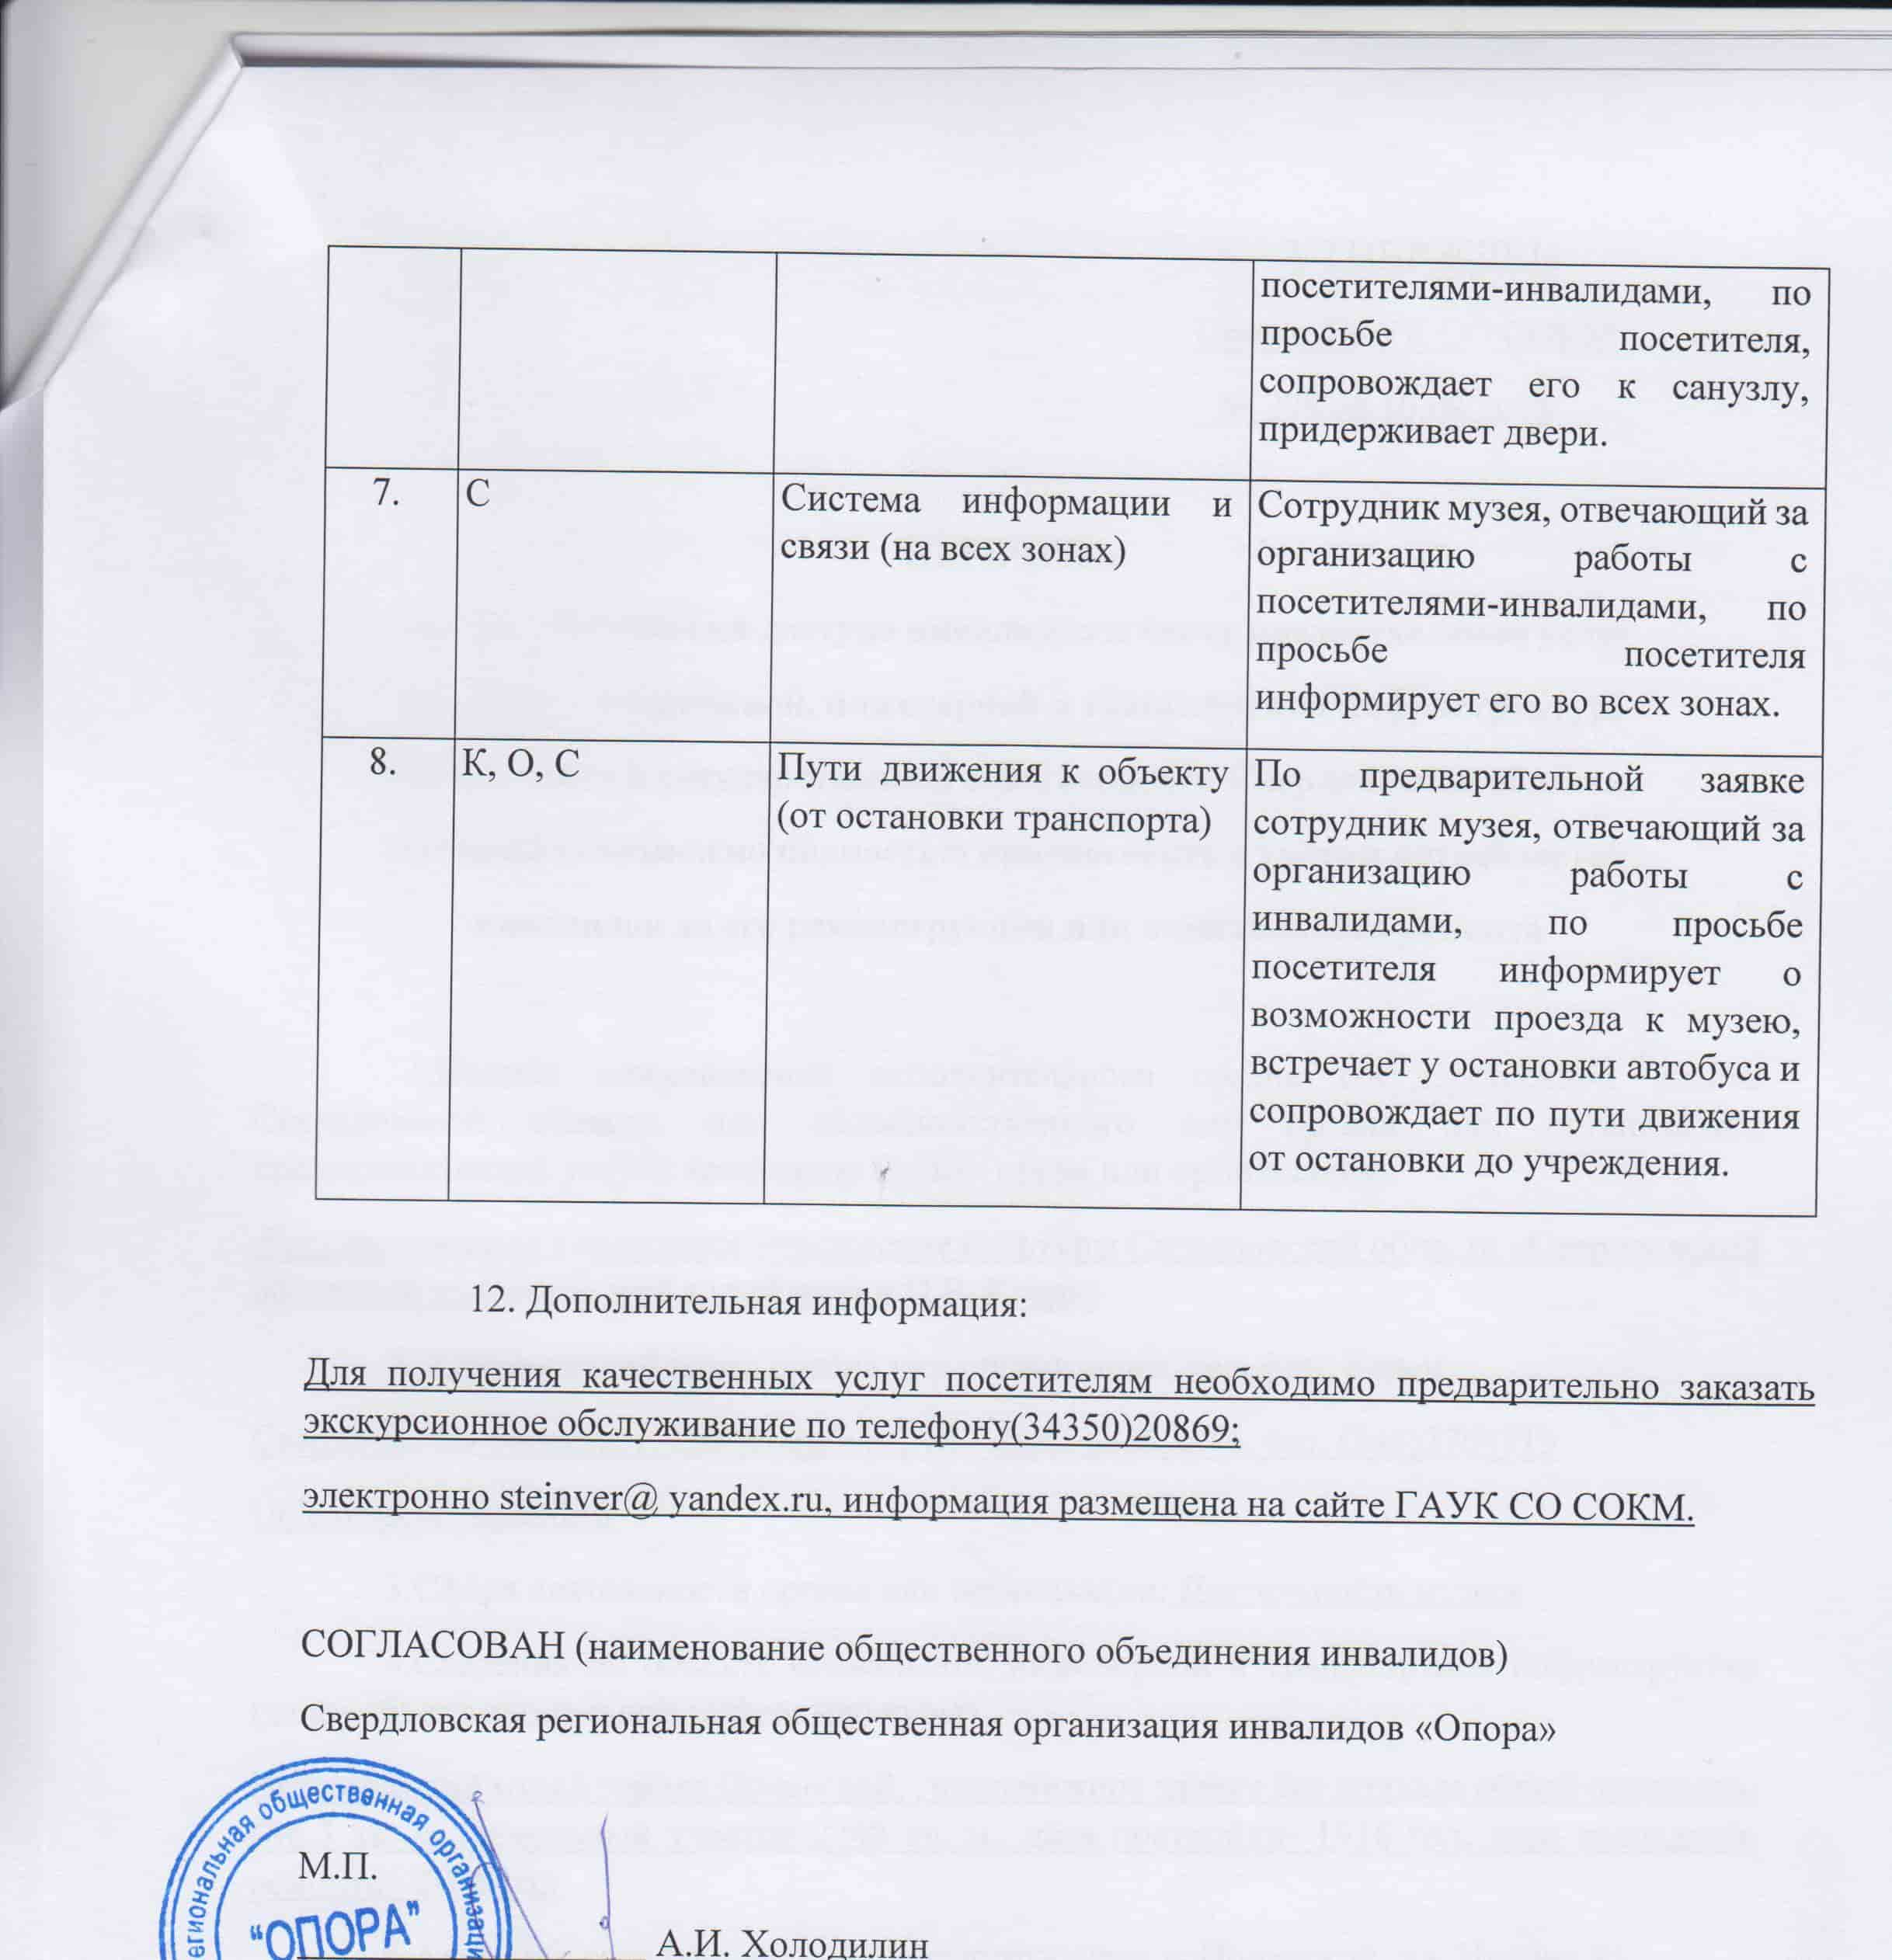 посетителями-инвалидами, по
просьбе посетителя,
сопровождает его к санузлу,
придерживает двери.
7.
С
Система информации и
связи (на всех зонах)
Сотрудник музея, отвечающий за
организацию работы с
посетителями-инвалидами, по
просьбе посетителя
информирует его во всех зонах.
8.
К, О, С
Пути движения к объекту
(от остановки транспорта)
По предварительной заявке
сотрудник музея, отвечающий за
организацию работы с
инвалидами, по просьбе
посетителя информирует о
возможности проезда к музею,
встречает у остановки автобуса и
сопровождает по пути движения
от остановки до учреждения.
12. Дополнительная информация:
Для получения качественных услуг посетителям необходимо предварительно заказать
экскурсионное обслуживание по телефону(34350)20869;
электронно steinver@ yandex.ru, информация размещена на сайте ГАУК СО СОКМ.
СОГЛАСОВАН (наименование общественного объединения инвалидов)
Свердловская региональная общественная организация инвалидов «Опора»
общественная
М.П.
"ОПОРА"
А.И. Холодилин